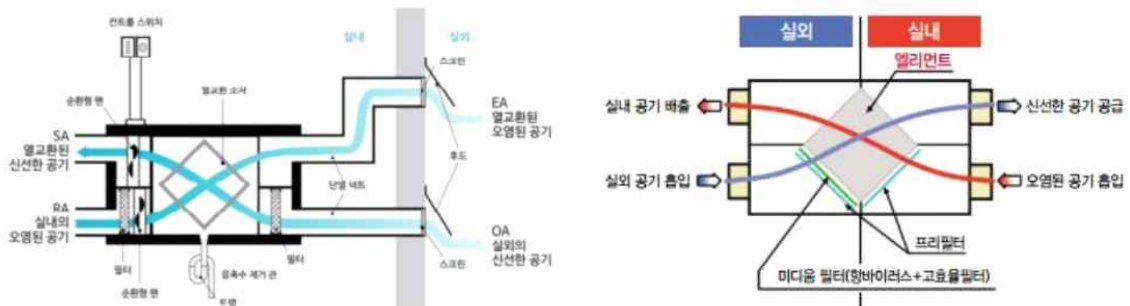 컨트롤 스위치
실내
실외
스크린
순환형 팬
열교환 소자
EA
열교환된
오염된 공기
SA
열교환된
신선한 공기
후드
단열 덕트
RA
실내의
오염된 공기
OA
실외의
신선한 공기
필터
필터
스크린
순환형 팬
응축수 제거 관
트랩
실외
실내
엘리먼트
실내 공기 배출
신선한 공기 공급
실외 공기 흡입
오염된 공기 흡입
프리필터
미디움 필터(항바이러스+고효율필터)